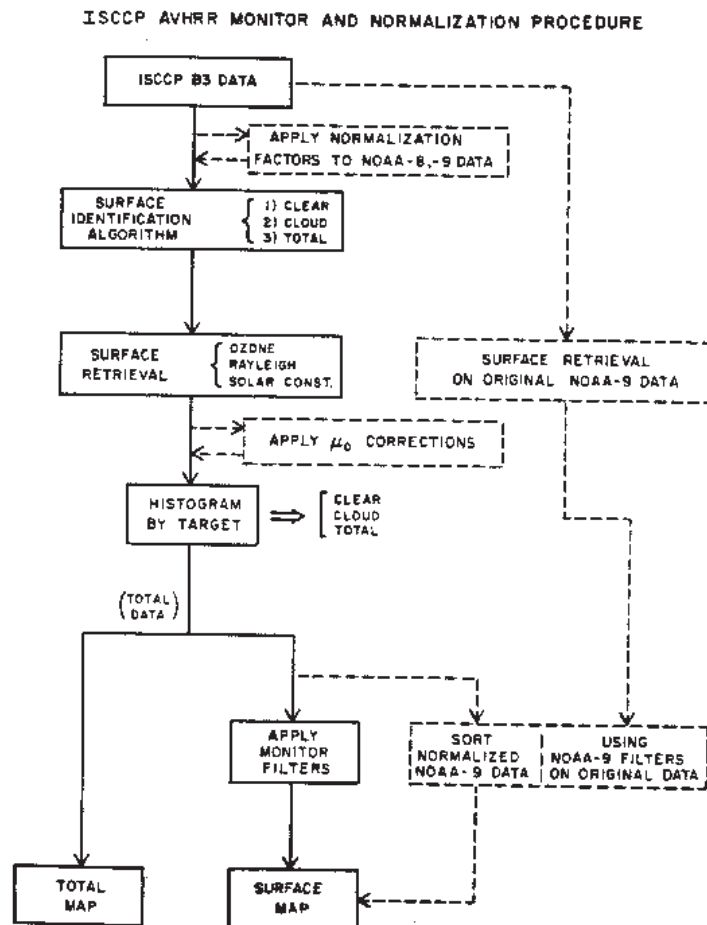 ISCCP AVHRR MONITOR AND NORMALIZATION PROCEDURE
ISCCP B3 DATA
APPLY NORMALIZATION
FACTORS TO NOAA-8,-9 DATA
SURFACE
IDENTIFICATION
ALGORITHM
1) CLEAR
2) CLOUD
3) TOTAL
SURFACE
RETRIEVAL
OZONE
RAYLEIGH
SOLAR CONST.
SURFACE RETRIEVAL
ON ORIGINAL NOAA-9 DATA
APPLY μ₀ CORRECTIONS
HISTOGRAM
BY TARGET
CLEAR
CLOUD
TOTAL
(TOTAL
DATA)
APPLY
MONITOR
FILTERS
SORT
NORMALIZED
NOAA-9 DATA
USING
NOAA-9 FILTERS
ON ORIGINAL DATA
TOTAL
MAP
SURFACE
MAP